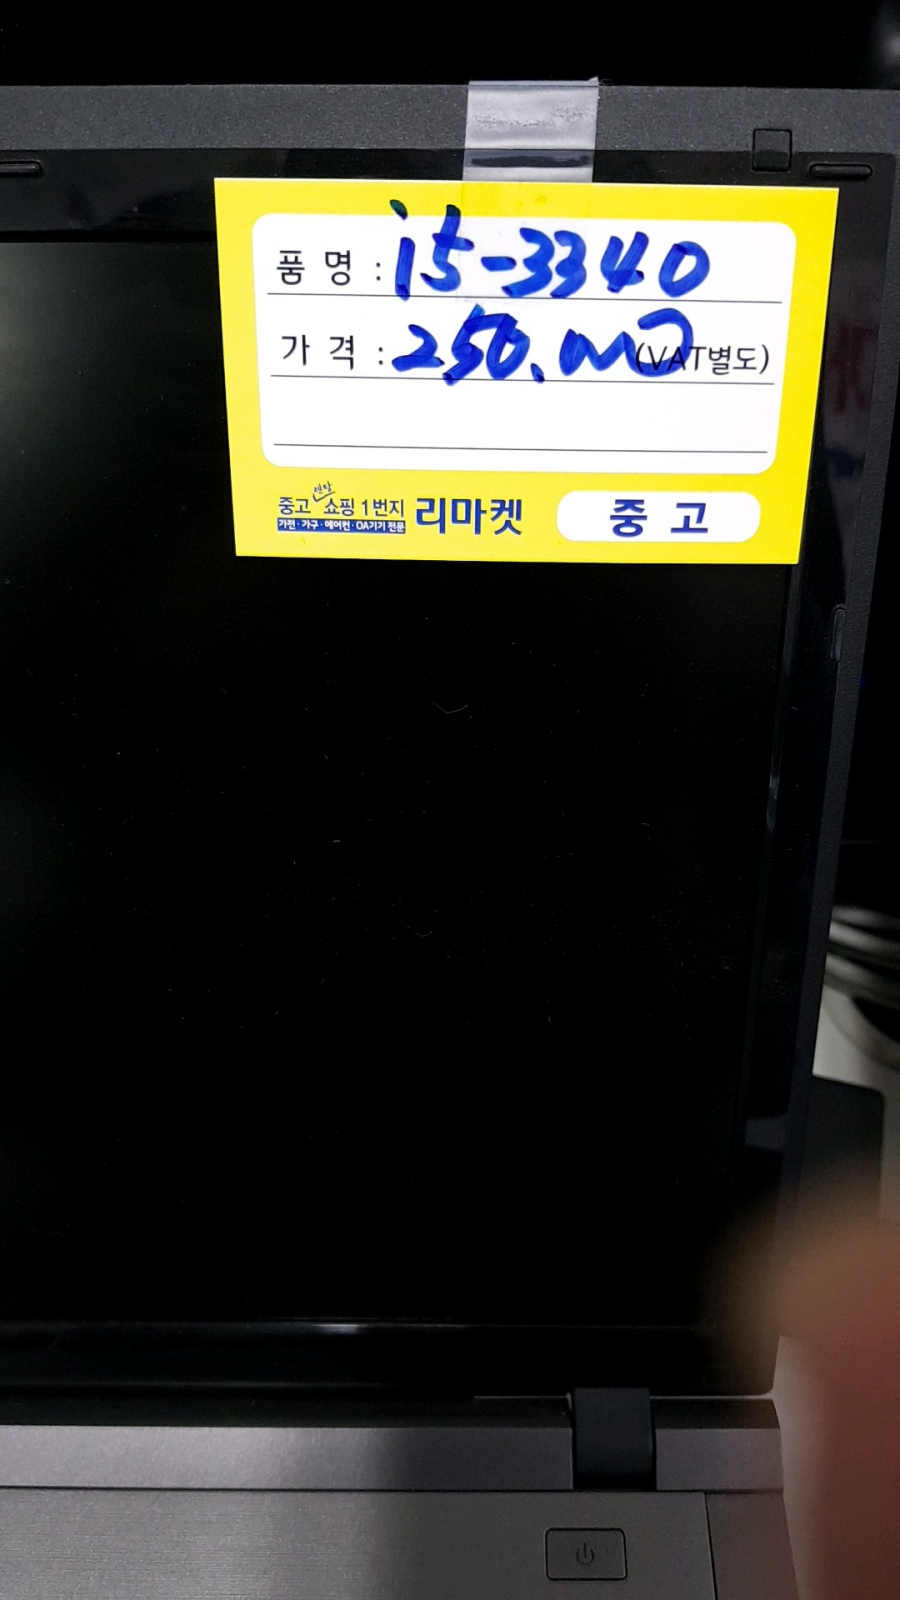 품 명 : i5-3340
가 격 : 250.000 (VAT별도)
중고 렌탈 쇼핑 1번지 리마켓 중 고
가전·가구·에어컨·OA기기 전문